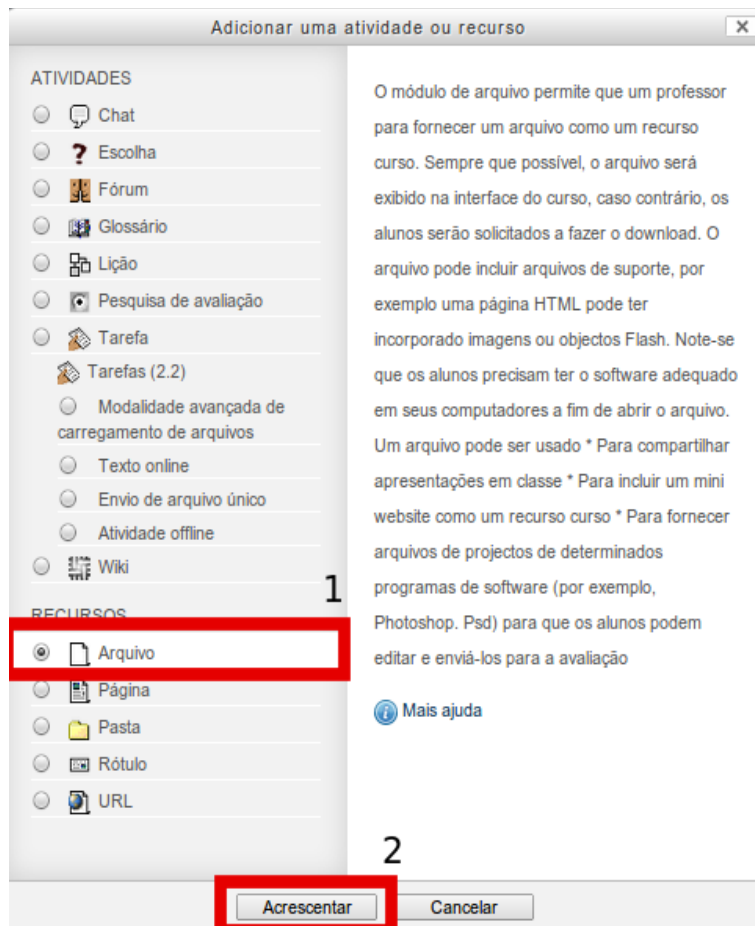 Adicionar uma atividade ou recurso
ATIVIDADES
Chat
Escolha
Fórum
Glossário
Lição
Pesquisa de avaliação
Tarefa
Tarefas (2.2)
Modalidade avançada de
carregamento de arquivos
Texto online
Envio de arquivo único
Atividade offline
Wiki
1
RECURSOS
Arquivo
Página
Pasta
Rótulo
URL
O módulo de arquivo permite que um professor
para fornecer um arquivo como um recurso
curso. Sempre que possível, o arquivo será
exibido na interface do curso, caso contrário, os
alunos serão solicitados a fazer o download. O
arquivo pode incluir arquivos de suporte, por
exemplo uma página HTML pode ter
incorporado imagens ou objectos Flash. Note-se
que os alunos precisam ter o software adequado
em seus computadores a fim de abrir o arquivo.
Um arquivo pode ser usado * Para compartilhar
apresentações em classe * Para incluir um mini
website como um recurso curso * Para fornecer
arquivos de projectos de determinados
programas de software (por exemplo,
Photoshop. Psd) para que os alunos podem
editar e enviá-los para a avaliação
Mais ajuda
2
Acrescentar
Cancelar